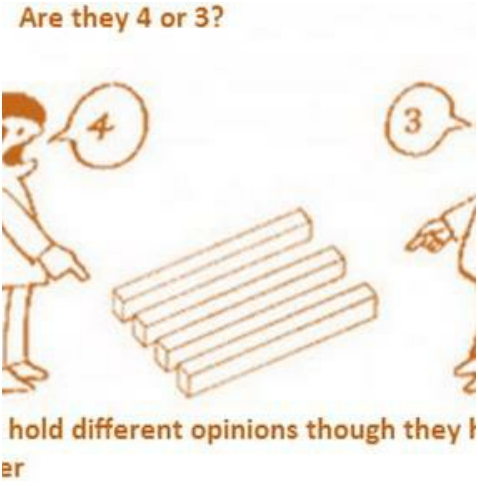 Are they 4 or 3?
4
3
hold different opinions though they
er